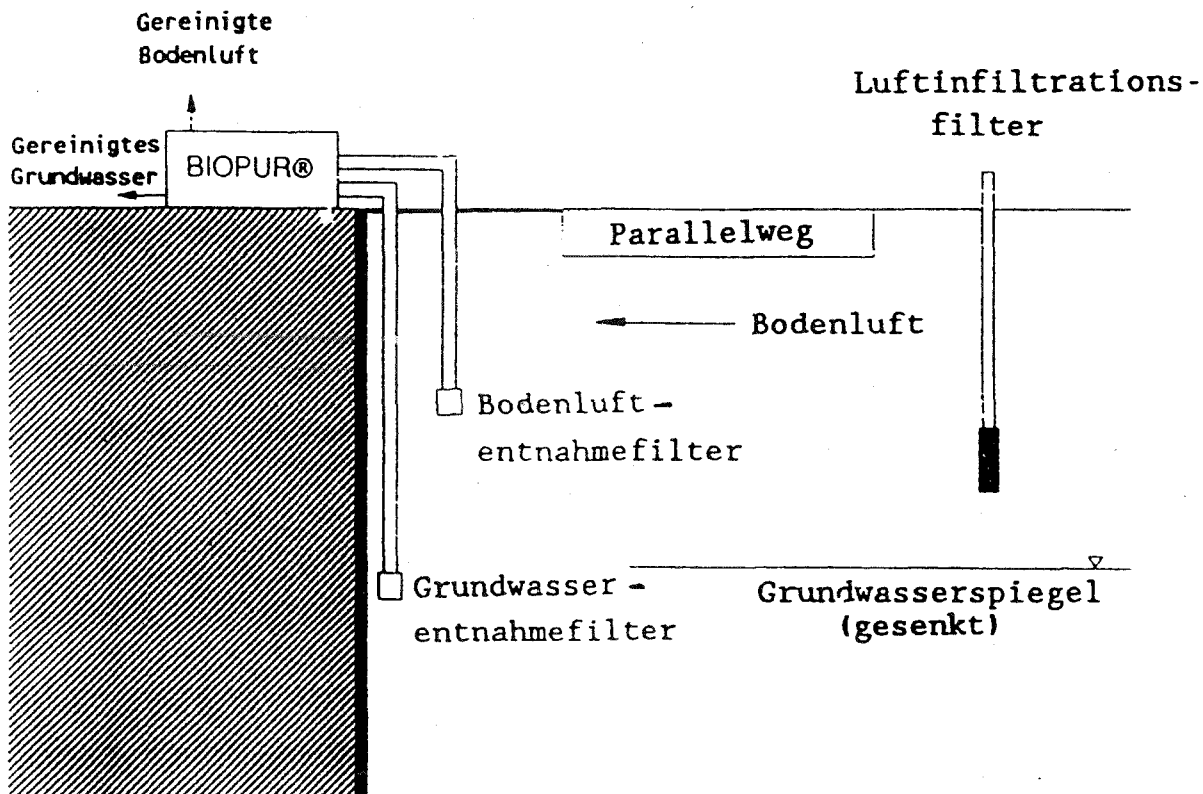 Gereinigte
Bodenluft
Luftinfiltrations-
filter
Gereinigtes
Grundwasser
BIOPUR®
Parallelweg
Bodenluft
Bodenluft-
entnahmefilter
Grundwasser-
entnahmefilter
Grundwasserspiegel
(gesenkt)